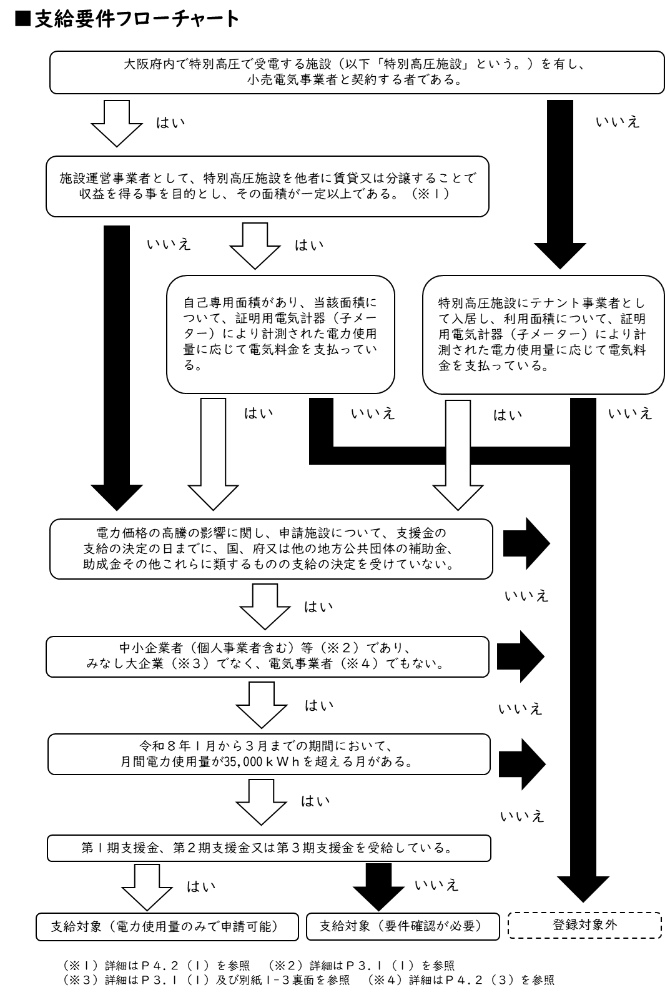 ■支給要件フローチャート
大阪府内で特別高圧で受電する施設（以下「特別高圧施設」という。）を有し、
小売電気事業者と契約する者である。
はい
いいえ
施設運営事業者として、特別高圧施設を他者に賃貸又は分譲することで
収益を得る事を目的とし、その面積が一定以上である。（※１）
いいえ
はい
自己専用面積があり、当該面積に
ついて、証明用電気計器（子メー
ター）により計測された電力使用
量に応じて電気料金を支払ってい
る。
特別高圧施設にテナント事業者とし
て入居し、利用面積について、証明
用電気計器（子メーター）により計
測された電力使用量に応じて電気料
金を支払っている。
はい
いいえ
はい
いいえ
電力価格の高騰の影響に関し、申請施設について、支援金の
支給の決定の日までに、国、府又は他の地方公共団体の補助金、
助成金その他これらに類するものの支給の決定を受けていない。
いいえ
はい
中小企業者（個人事業者含む）等（※２）であり、
みなし大企業（※３）でなく、電気事業者（※４）でもない。
はい
いいえ
令和８年１月から３月までの期間において、
月間電力使用量が35,000ｋＷｈを超える月がある。
はい
いいえ
第１期支援金、第２期支援金又は第３期支援金を受給している。
はい
いいえ
支給対象（電力使用量のみで申請可能）
支給対象（要件確認が必要）
登録対象外
（※１）詳細はＰ４．２（１）を参照　（※２）詳細はＰ３．１（１）を参照
（※３）詳細はＰ３．１（１）及び別紙１-３裏面を参照　（※４）詳細はＰ４．２（３）を参照